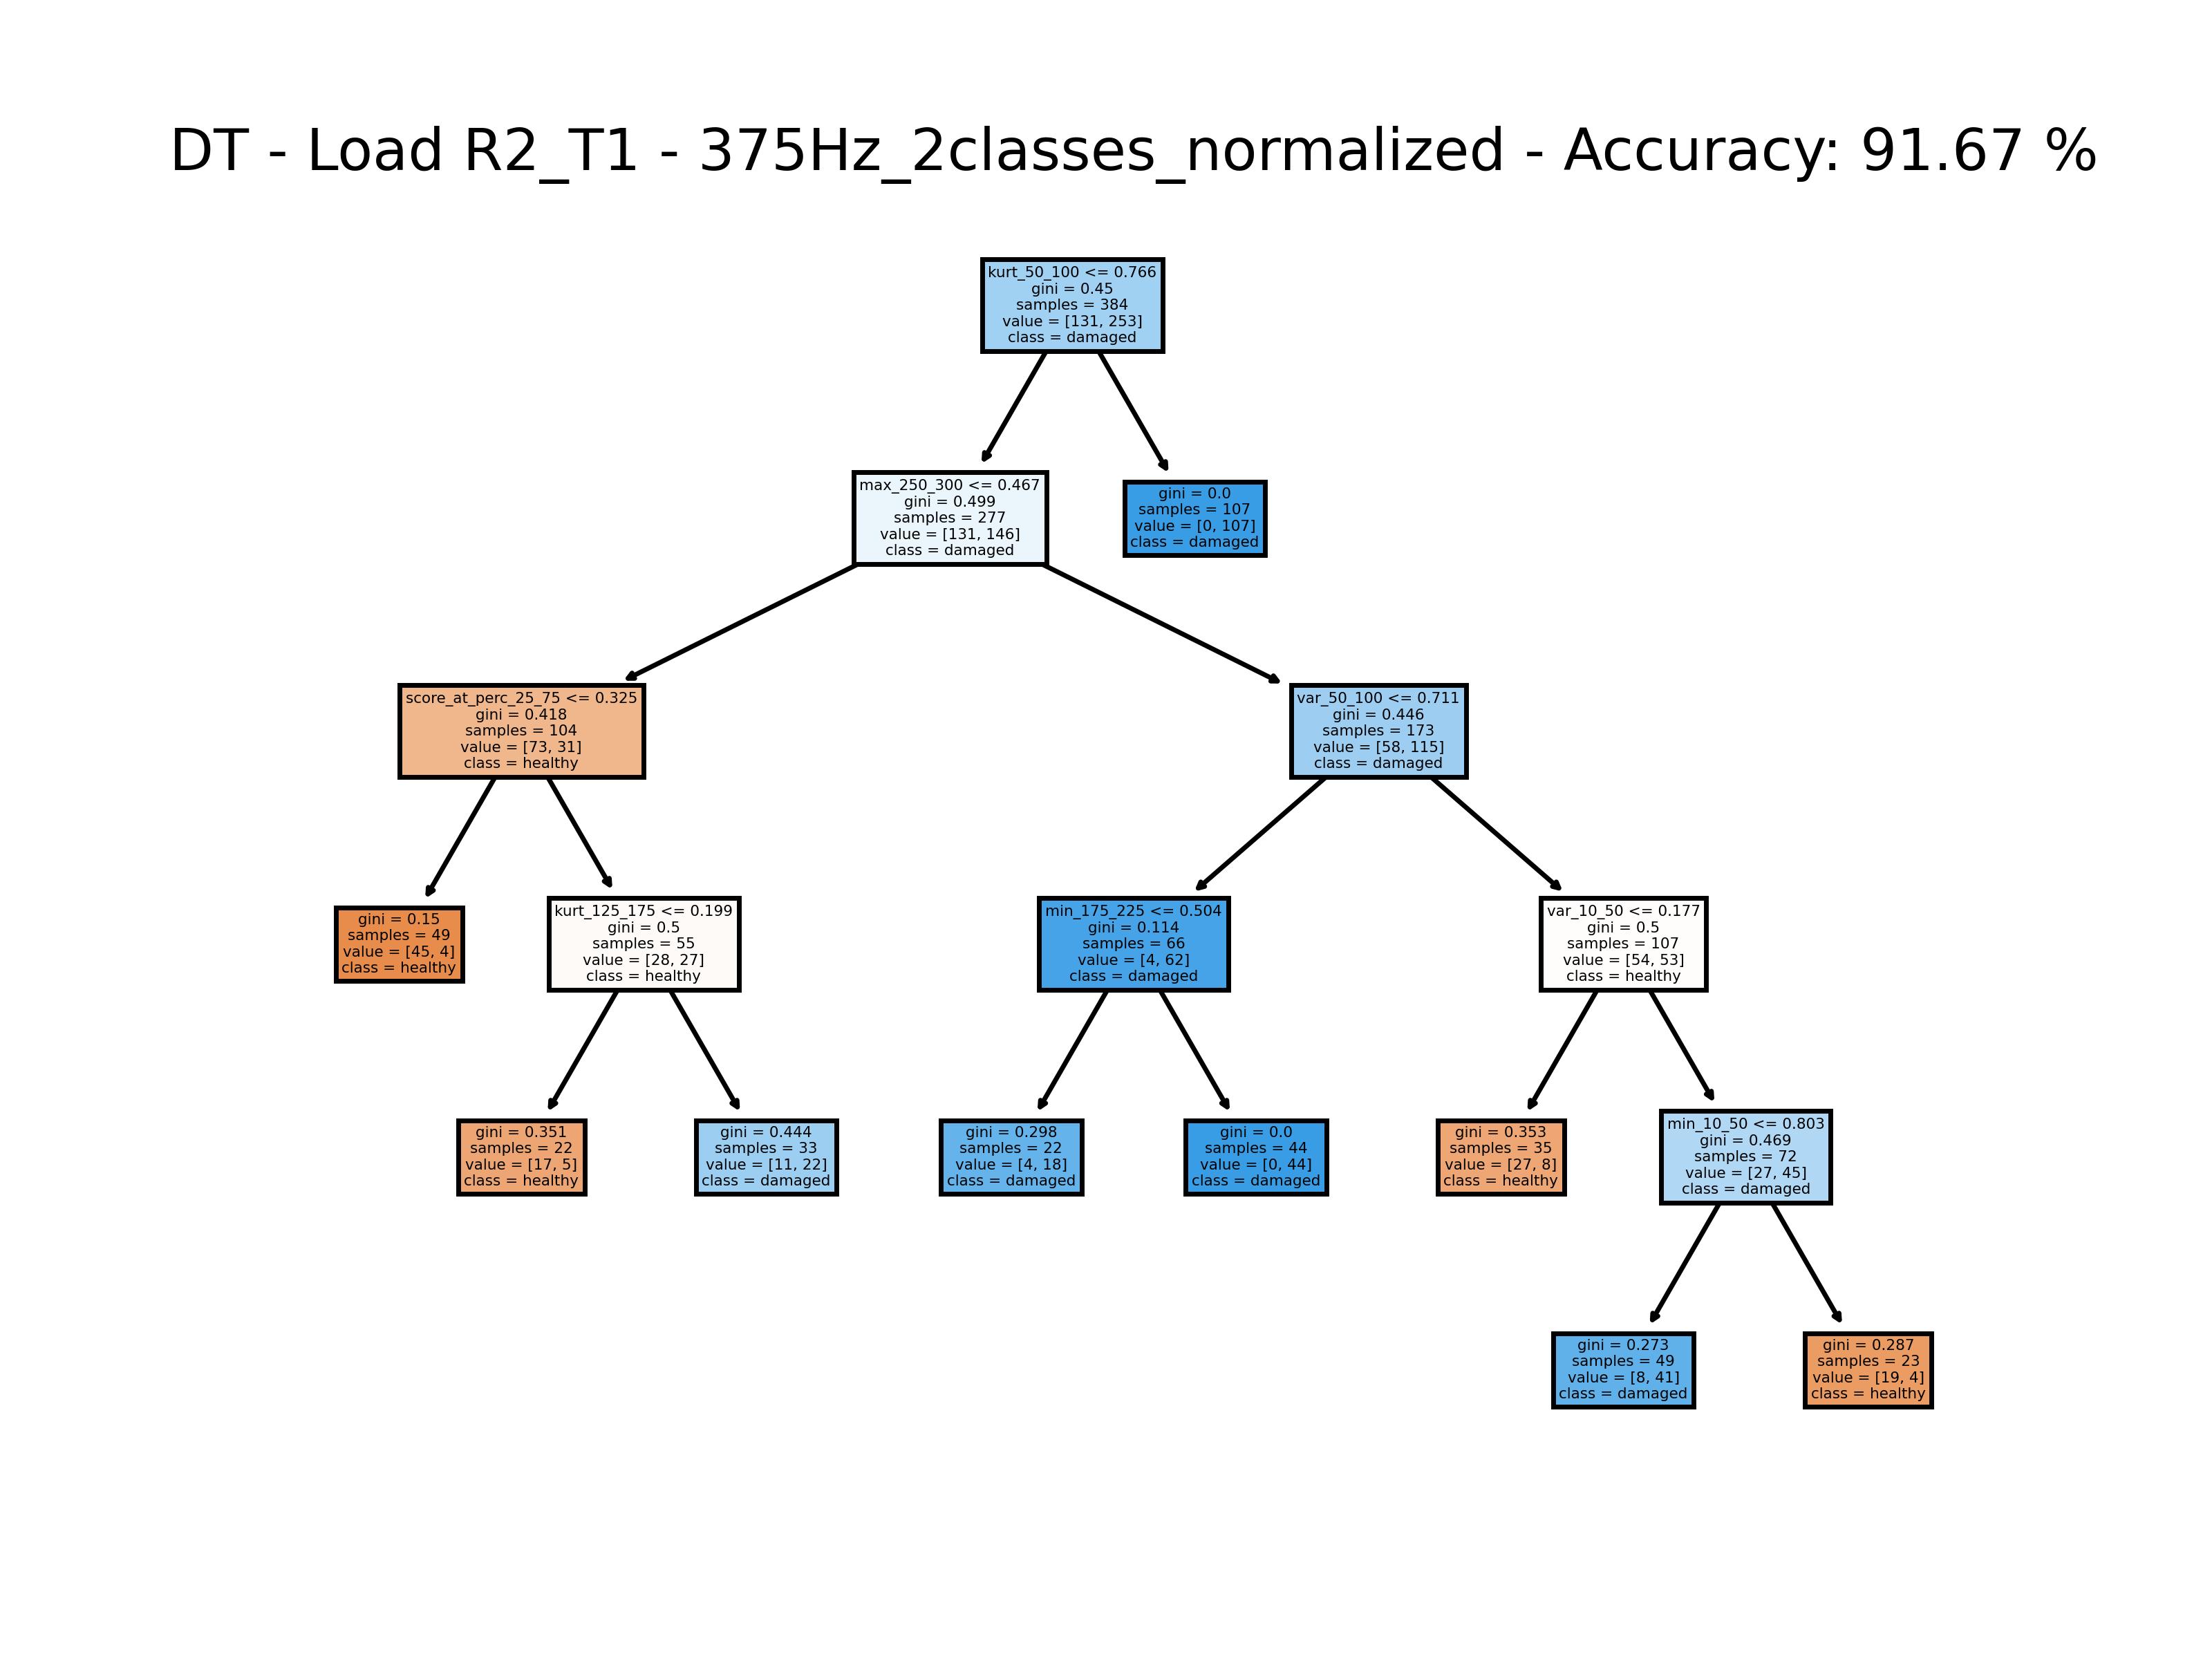 DT - Load R2_T1 - 375Hz_2classes_normalized - Accuracy: 91.67 %
kurt_50_100 <= 0.766
gini = 0.45
samples = 384
value = [131, 253]
class = damaged
max_250_300 <= 0.467
gini = 0.499
samples = 277
value = [131, 146]
class = damaged
gini = 0.0
samples = 107
value = [0, 107]
class = damaged
score_at_perc_25_75 <= 0.325
gini = 0.418
samples = 104
value = [73, 31]
class = healthy
var_50_100 <= 0.711
gini = 0.446
samples = 173
value = [58, 115]
class = damaged
gini = 0.15
samples = 49
value = [45, 4]
class = healthy
kurt_125_175 <= 0.199
gini = 0.5
samples = 55
value = [28, 27]
class = healthy
min_175_225 <= 0.504
gini = 0.114
samples = 66
value = [4, 62]
class = damaged
var_10_50 <= 0.177
gini = 0.5
samples = 107
value = [54, 53]
class = healthy
gini = 0.351
samples = 22
value = [17, 5]
class = healthy
gini = 0.444
samples = 33
value = [11, 22]
class = damaged
gini = 0.298
samples = 22
value = [4, 18]
class = damaged
gini = 0.0
samples = 44
value = [0, 44]
class = damaged
gini = 0.353
samples = 35
value = [27, 8]
class = healthy
min_10_50 <= 0.803
gini = 0.469
samples = 72
value = [27, 45]
class = damaged
gini = 0.273
samples = 49
value = [8, 41]
class = damaged
gini = 0.287
samples = 23
value = [19, 4]
class = healthy